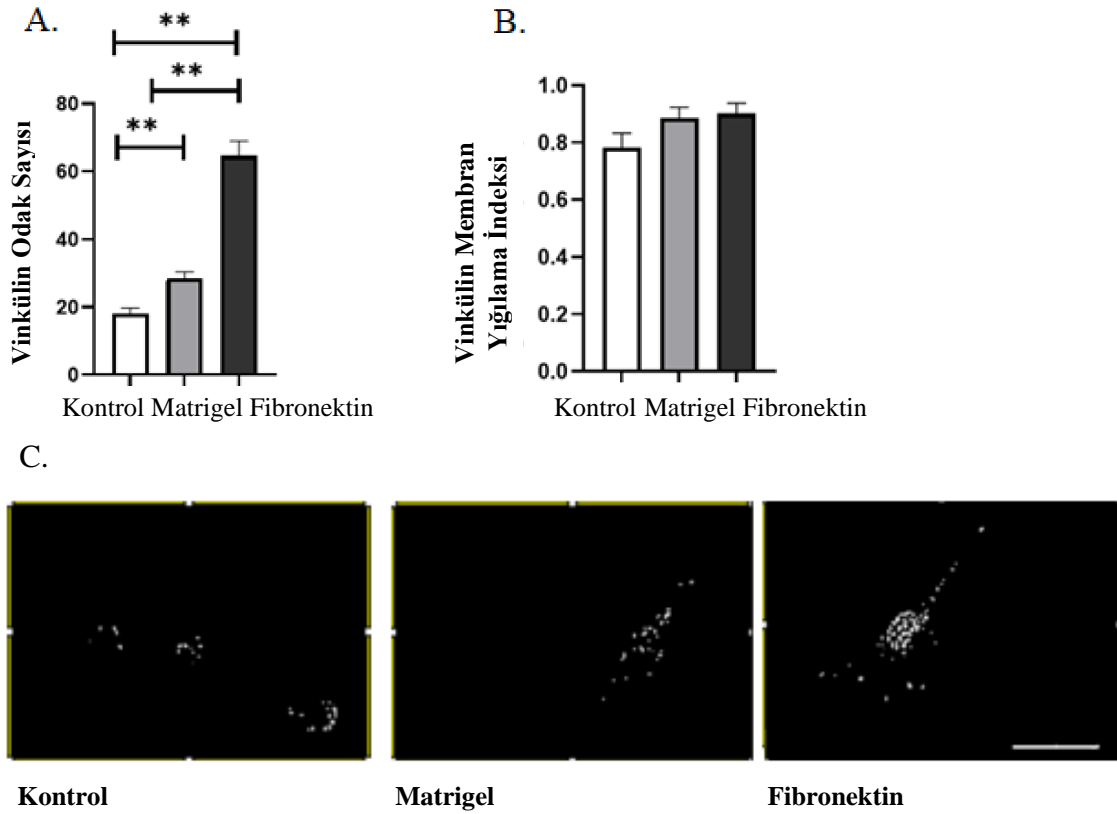 A.
**
**
**
80
60
40
20
0
Vinkülin Odak Sayısı
Kontrol Matrigel Fibronektin
B.
1.0
0.8
0.6
0.4
0.2
0.0
Vinkülin Membran
Yığılama İndeksi
Kontrol Matrigel Fibronektin
C.
Kontrol
Matrigel
Fibronektin